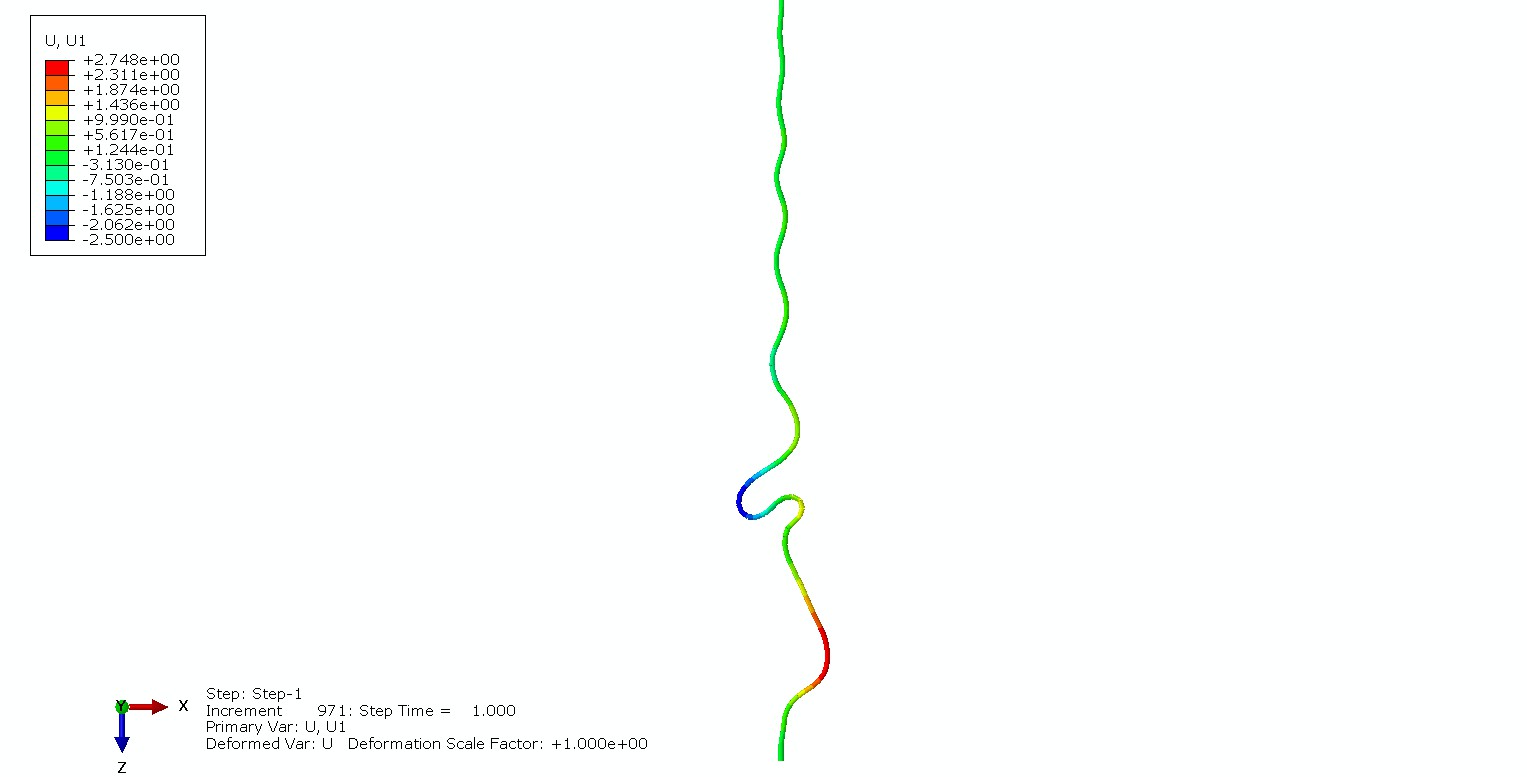 U, U1
+2.748e+00
+2.311e+00
+1.874e+00
+1.436e+00
+9.990e-01
+5.617e-01
+1.244e-01
-3.130e-01
-7.503e-01
-1.188e+00
-1.625e+00
-2.062e+00
-2.500e+00
Y
X
Z
Step: Step-1
Increment 971: Step Time = 1.000
Primary Var: U, U1
Deformed Var: U Deformation Scale Factor: +1.000e+00